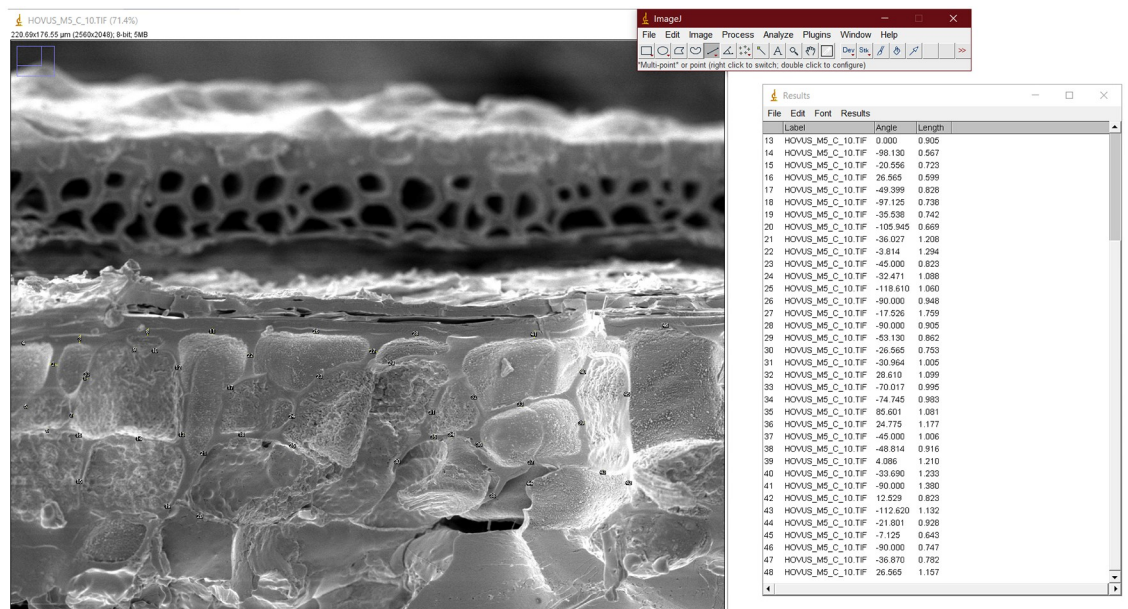 HOVUS_M5_C_10.TIF (71.4%)
220.69x176.55 µm (2560x2048); 8-bit; 5MB
ImageJ
File Edit Image Process Analyze Plugins Window Help
A Dev Stk >>
"Multi-point" or point (right click to switch; double click to configure)
Results
File Edit Font Results
Label Angle Length
13 HOVUS_M5_C_10.TIF 0.000 0.905
14 HOVUS_M5_C_10.TIF -98.130 0.567
15 HOVUS_M5_C_10.TIF -20.556 0.723
16 HOVUS_M5_C_10.TIF 26.565 0.599
17 HOVUS_M5_C_10.TIF -49.399 0.828
18 HOVUS_M5_C_10.TIF -97.125 0.738
19 HOVUS_M5_C_10.TIF -35.538 0.742
20 HOVUS_M5_C_10.TIF -105.945 0.669
21 HOVUS_M5_C_10.TIF -36.027 1.208
22 HOVUS_M5_C_10.TIF -3.814 1.294
23 HOVUS_M5_C_10.TIF -45.000 0.823
24 HOVUS_M5_C_10.TIF -32.471 1.088
25 HOVUS_M5_C_10.TIF -118.610 1.060
26 HOVUS_M5_C_10.TIF -90.000 0.948
27 HOVUS_M5_C_10.TIF -17.526 1.759
28 HOVUS_M5_C_10.TIF -90.000 0.905
29 HOVUS_M5_C_10.TIF -53.130 0.862
30 HOVUS_M5_C_10.TIF -26.565 0.753
31 HOVUS_M5_C_10.TIF -30.964 1.005
32 HOVUS_M5_C_10.TIF 28.610 1.099
33 HOVUS_M5_C_10.TIF -70.017 0.995
34 HOVUS_M5_C_10.TIF -74.745 0.983
35 HOVUS_M5_C_10.TIF 85.601 1.081
36 HOVUS_M5_C_10.TIF 24.775 1.177
37 HOVUS_M5_C_10.TIF -45.000 1.006
38 HOVUS_M5_C_10.TIF -48.814 0.916
39 HOVUS_M5_C_10.TIF 4.086 1.210
40 HOVUS_M5_C_10.TIF -33.690 1.233
41 HOVUS_M5_C_10.TIF -90.000 1.380
42 HOVUS_M5_C_10.TIF 12.529 0.823
43 HOVUS_M5_C_10.TIF -112.620 1.132
44 HOVUS_M5_C_10.TIF -21.801 0.928
45 HOVUS_M5_C_10.TIF -7.125 0.643
46 HOVUS_M5_C_10.TIF -90.000 0.747
47 HOVUS_M5_C_10.TIF -36.870 0.782
48 HOVUS_M5_C_10.TIF 26.565 1.157